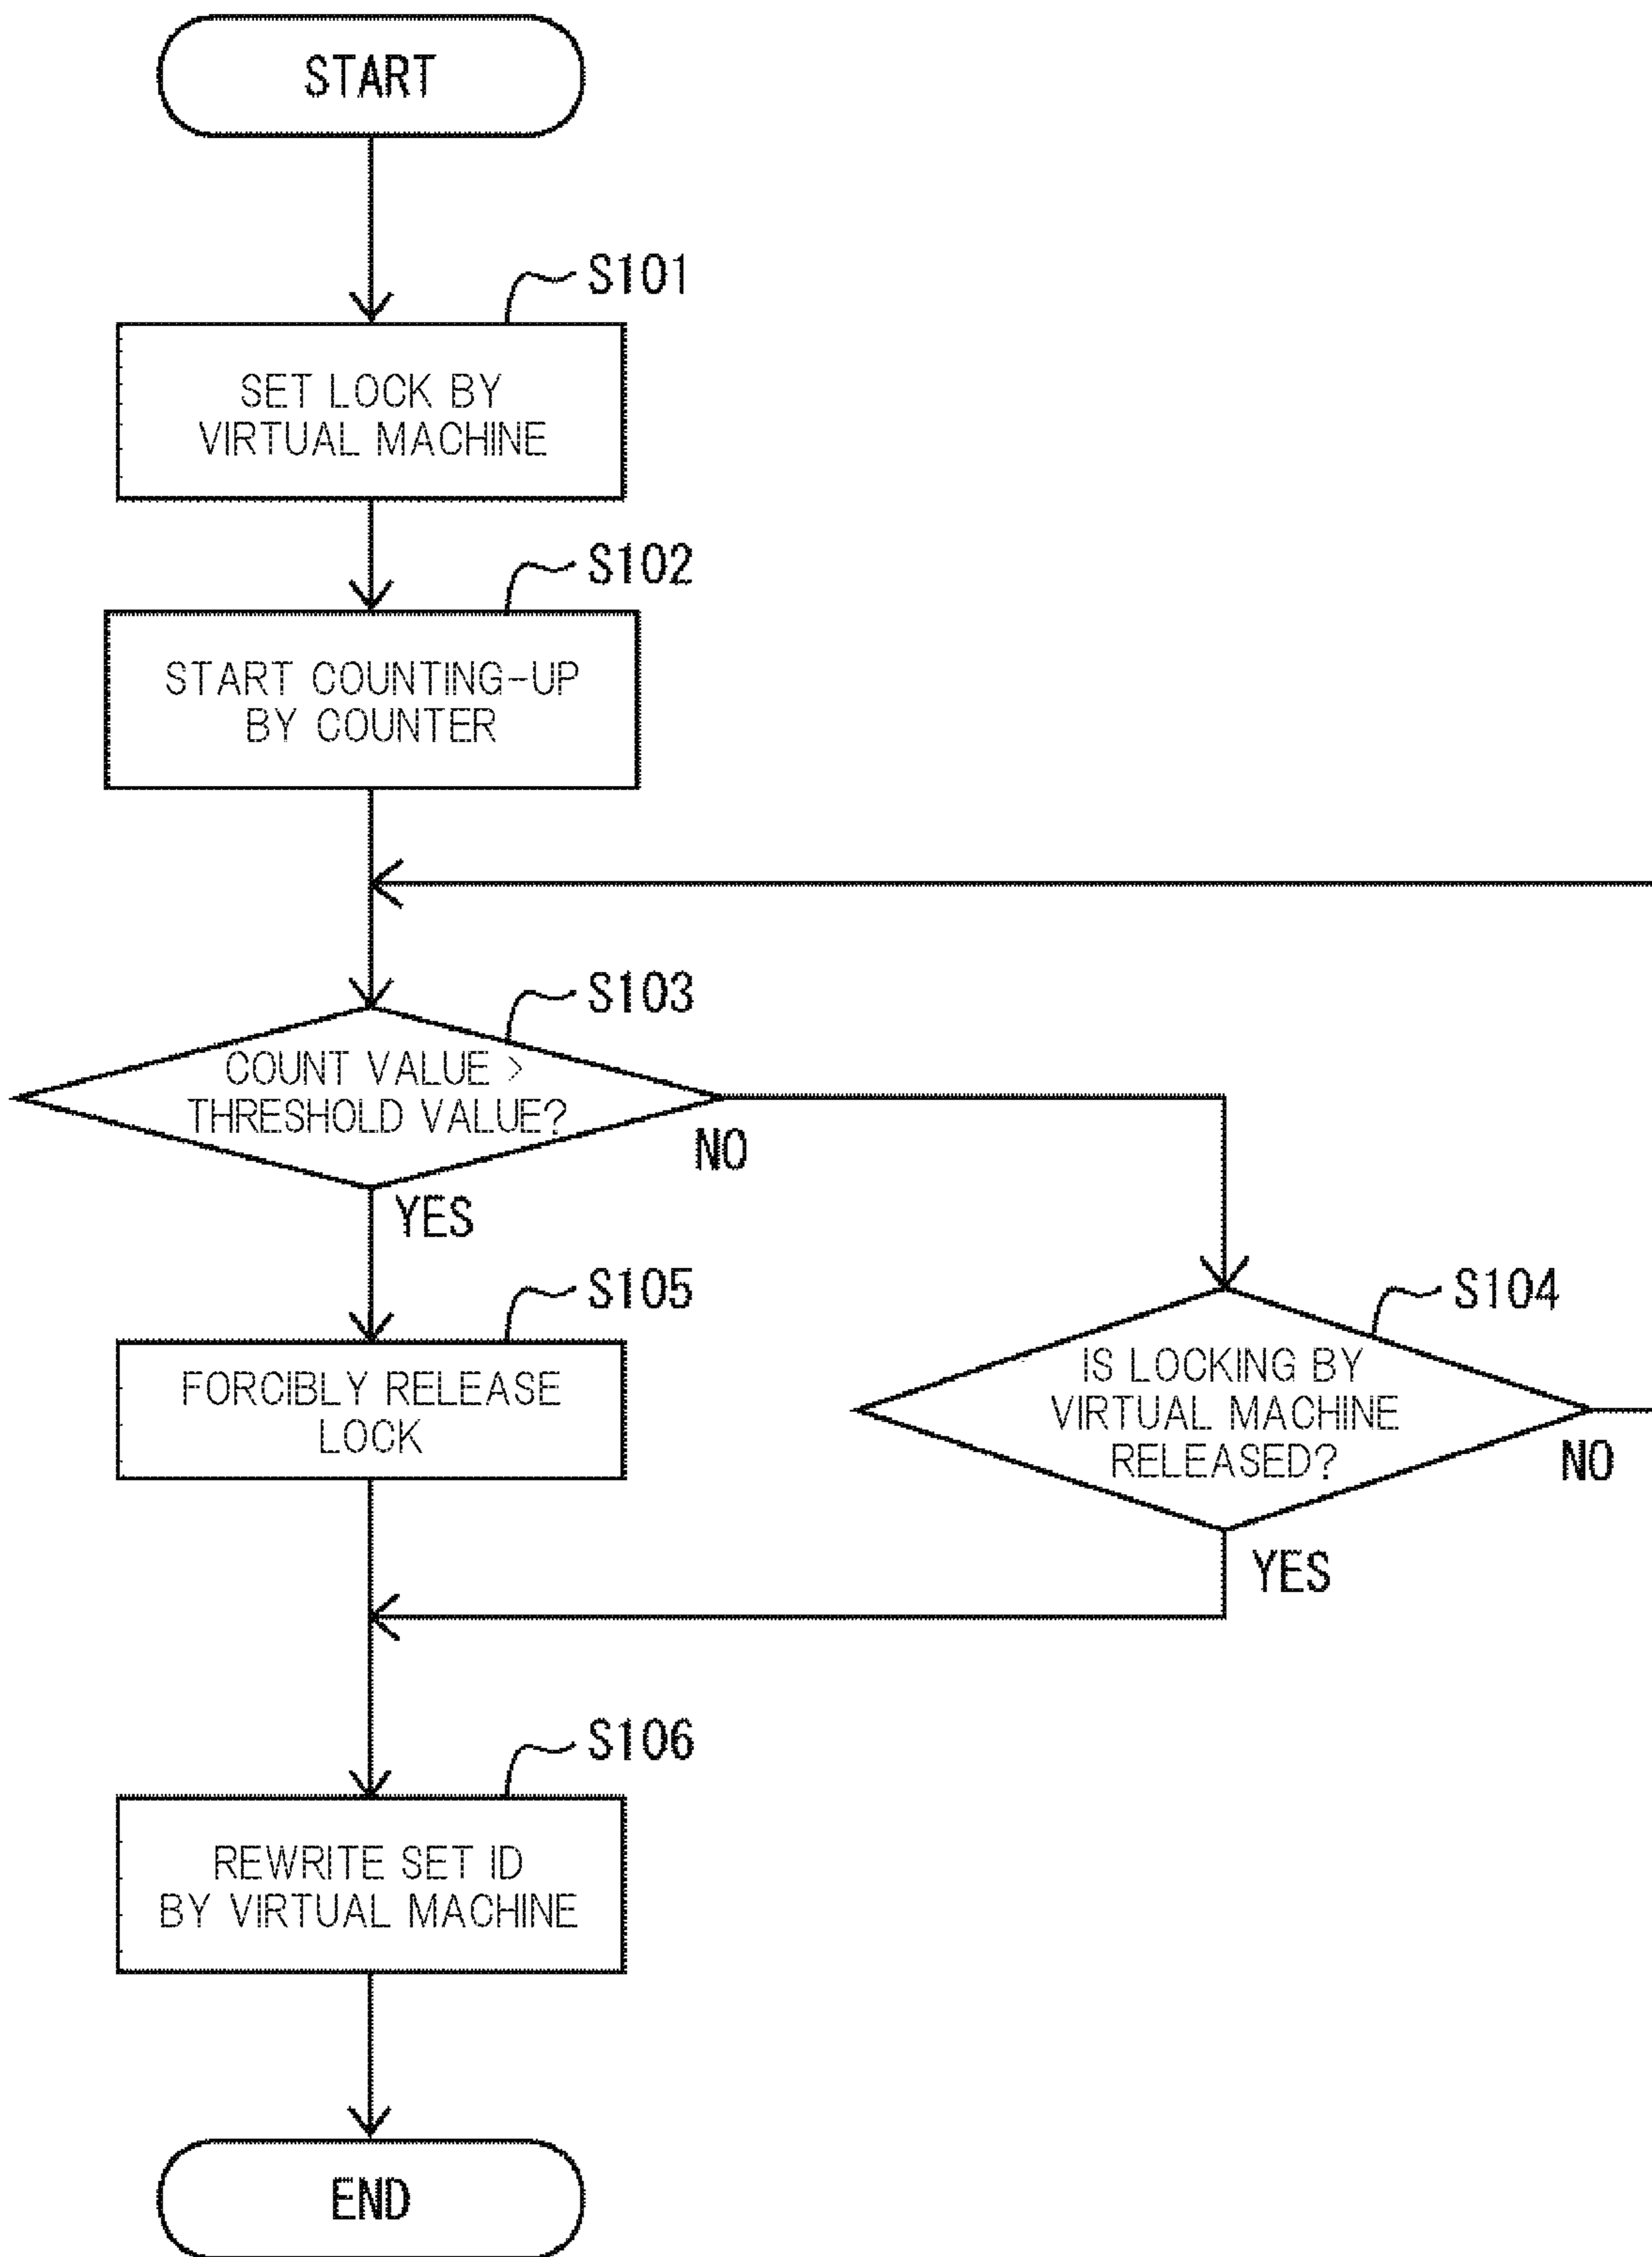 START
S101
SET LOCK BY
VIRTUAL MACHINE
S102
START COUNTING-UP
BY COUNTER
S103
COUNT VALUE >
THRESHOLD VALUE?
NO
YES
S105
FORCIBLY RELEASE
LOCK
S104
IS LOCKING BY
VIRTUAL MACHINE
RELEASED?
NO
YES
S106
REWRITE SET ID
BY VIRTUAL MACHINE
END